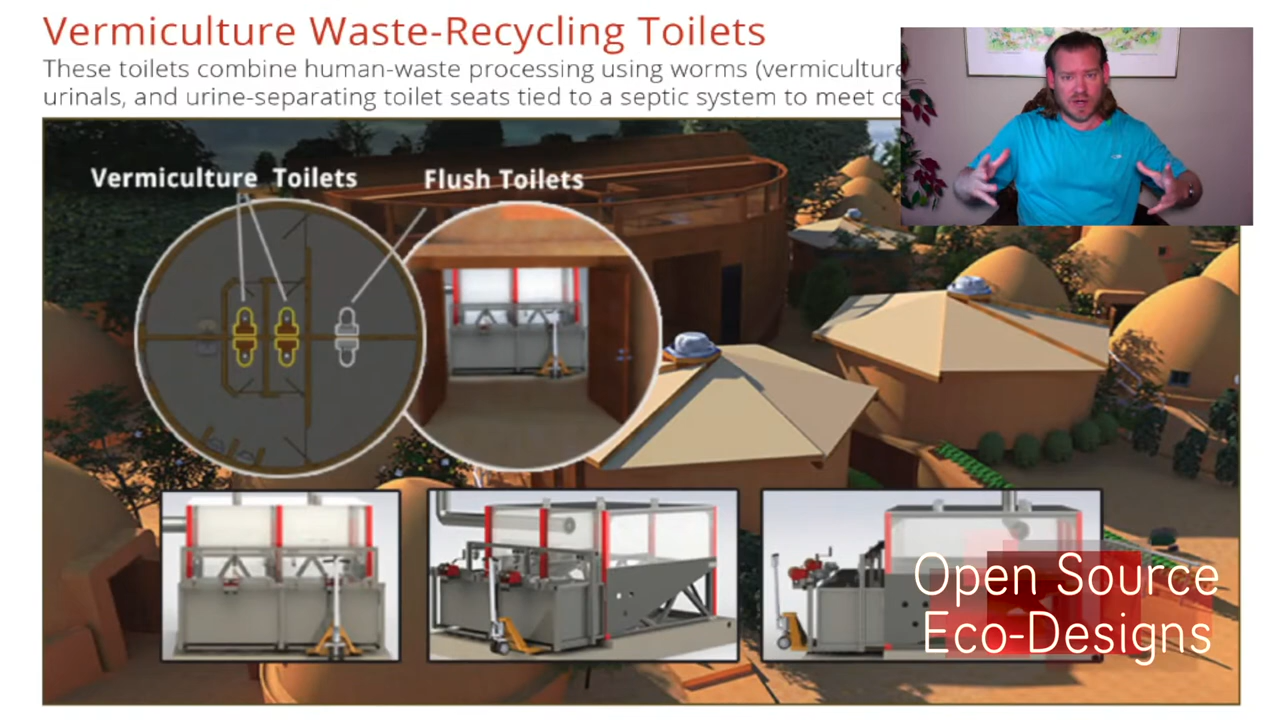 Vermiculture Waste-Recycling Toilets
These toilets combine human-waste processing using worms (vermiculture
urinals, and urine-separating toilet seats tied to a septic system to meet
Vermiculture Toilets
Flush Toilets
Open Source
Eco-Designs